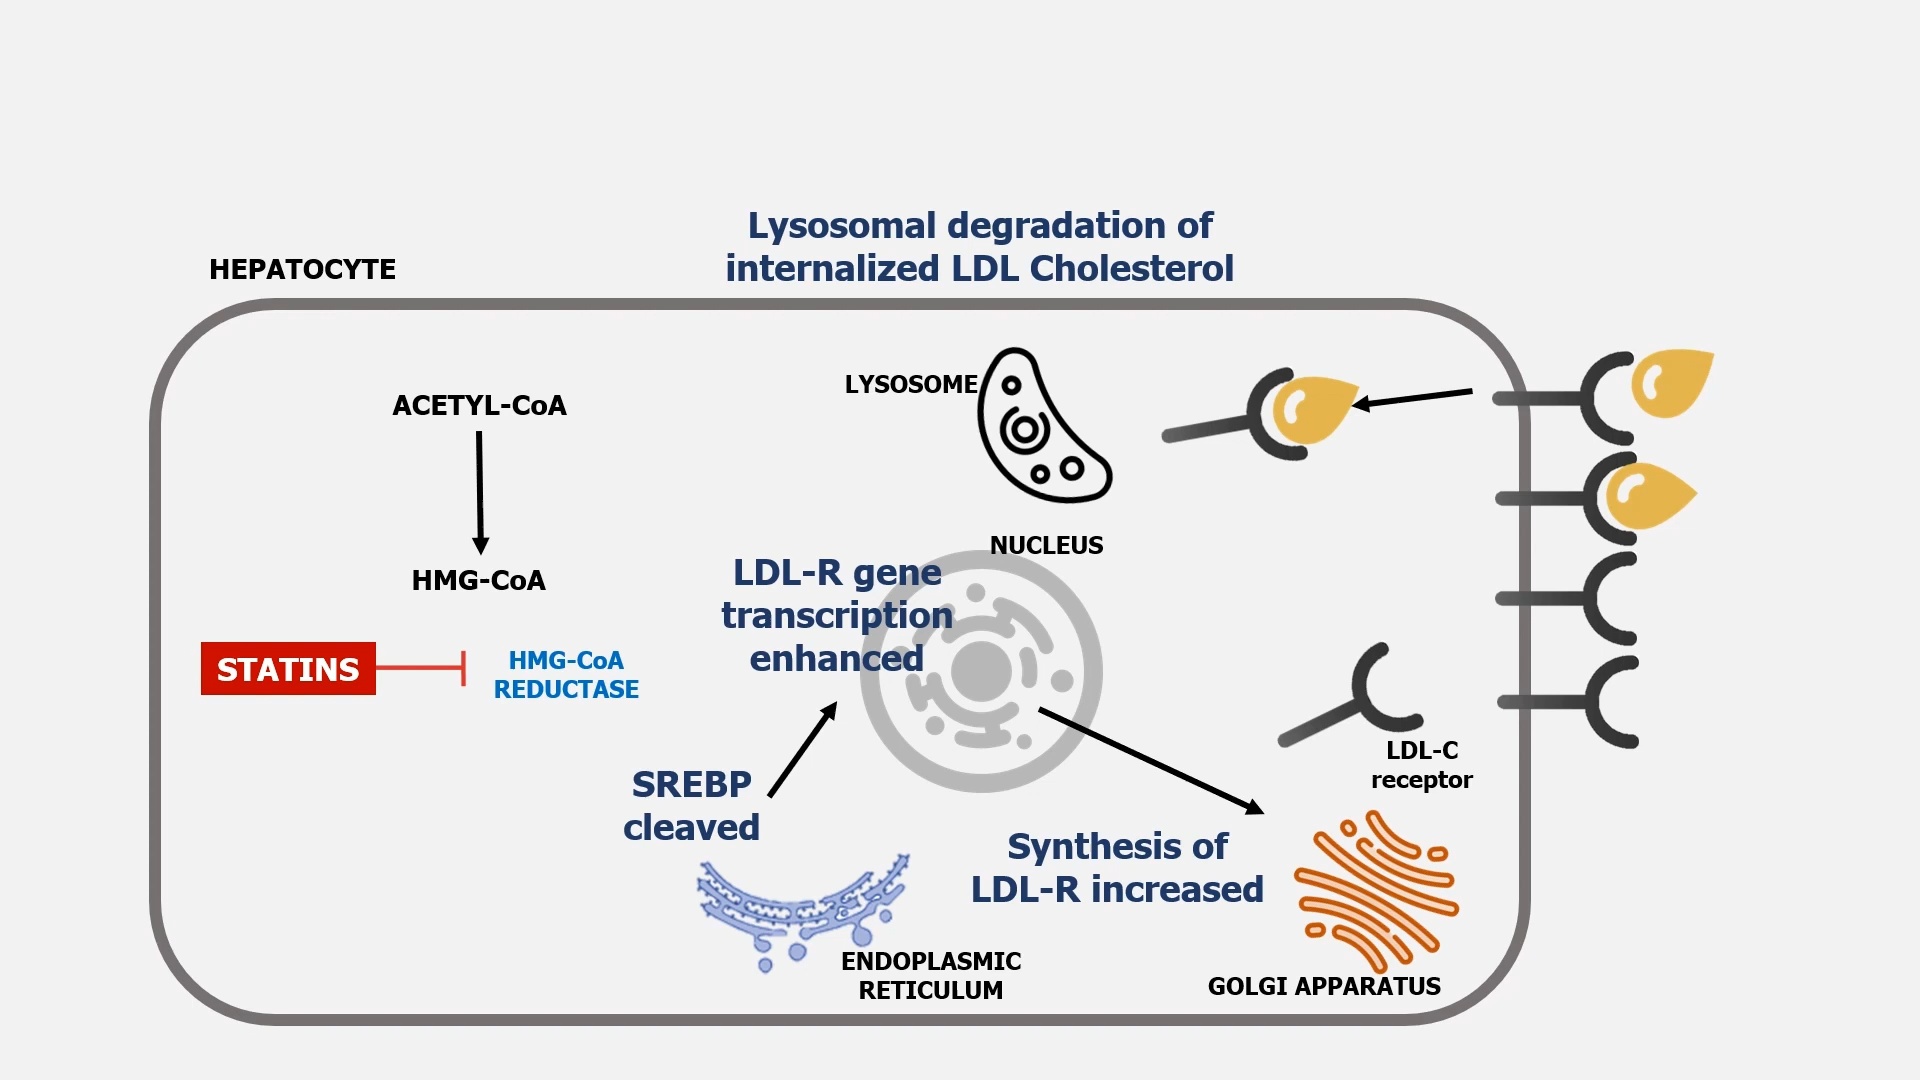 Lysosomal degradation of
internalized LDL Cholesterol
HEPATOCYTE
LYSOSOME
ACETYL-CoA
HMG-CoA
NUCLEUS
LDL-R gene
transcription
enhanced
STATINS
HMG-CoA
REDUCTASE
LDL-C
receptor
SREBP
cleaved
Synthesis of
LDL-R increased
ENDOPLASMIC
RETICULUM
GOLGI APPARATUS